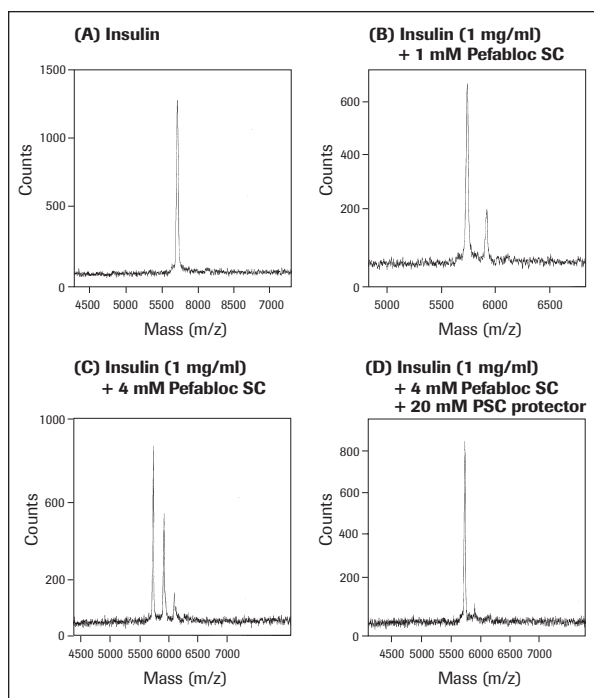 (A) Insulin
1500
1000
500
0
Counts
4500 5000 5500 8000 8500 7000
Mass (m/z)
(B) Insulin (1 mg/ml)
+ 1 mM Pefabloc SC
600
400
200
0
Counts
5000 5500 6000 6500
Mass (m/z)
(C) Insulin (1 mg/ml)
+ 4 mM Pefabloc SC
1000
600
200
0
Counts
4500 5000 5500 6000 6500 7000
Mass (m/z)
(D) Insulin (1 mg/ml)
+ 4 mM Pefabloc SC
+ 20 mM PSC protector
800
600
400
200
0
Counts
4500 5000 5500 6000 6500 7000
Mass (m/z)